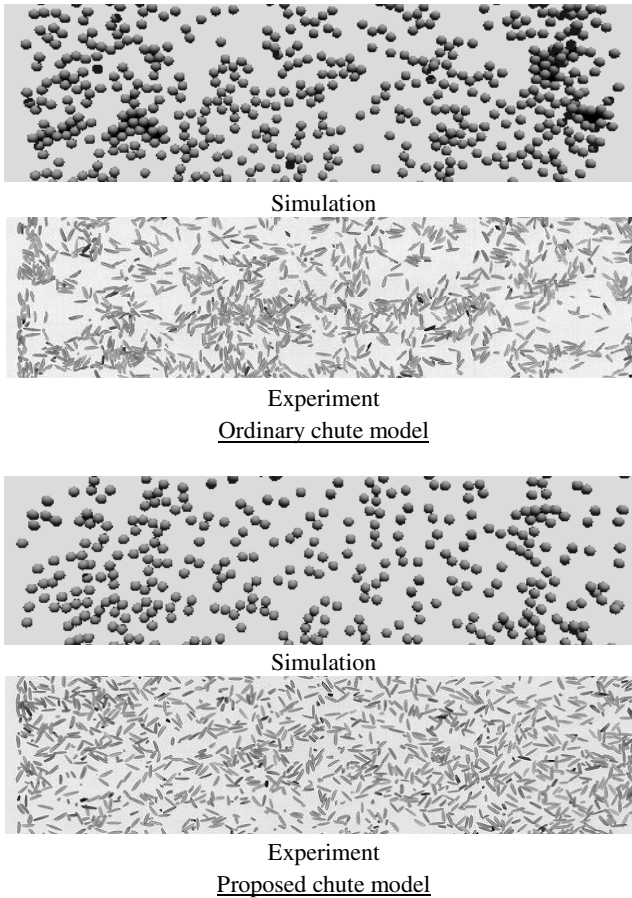 Simulation
Experiment
Ordinary chute model
Simulation
Experiment
Proposed chute model